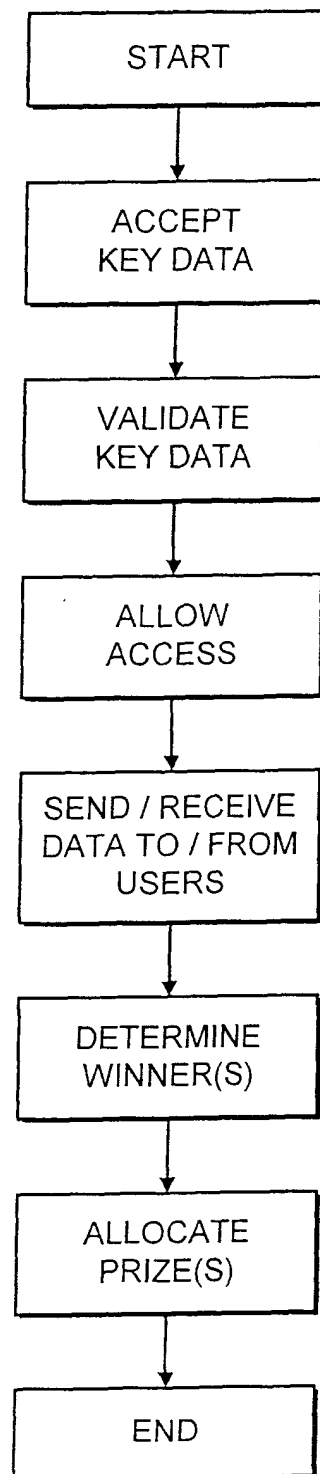 START
ACCEPT
KEY DATA
VALIDATE
KEY DATA
ALLOW
ACCESS
SEND / RECEIVE
DATA TO / FROM
USERS
DETERMINE
WINNER(S)
ALLOCATE
PRIZE(S)
END